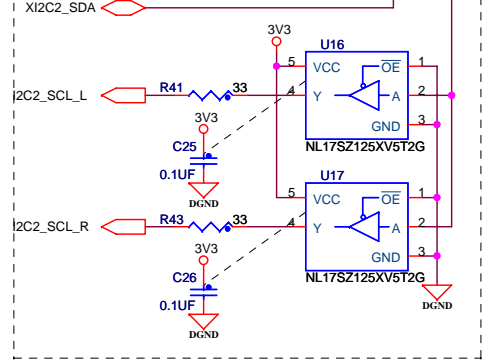 XI2C2_SDA
3V3
U16
5
VCC
OE
1
I2C2_SCL_L
R41
33
4
Y
A
2
3V3
GND
3
C25
NL17SZ125XV5T2G
0.1UF
U17
DGND
5
VCC
OE
1
I2C2_SCL_R
R43
33
4
Y
A
2
3V3
GND
3
C26
NL17SZ125XV5T2G
0.1UF
DGND
DGND